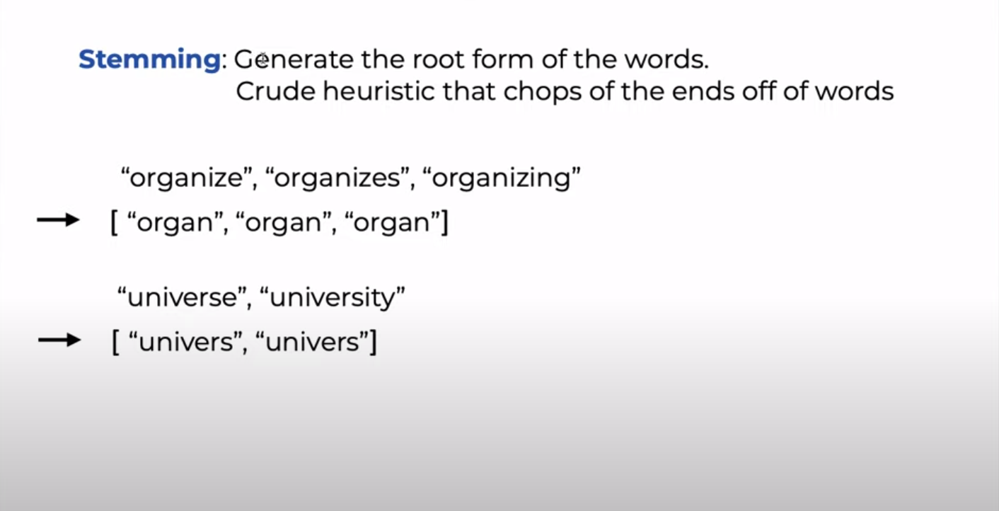 Stemming: Generate the root form of the words.
Crude heuristic that chops of the ends off of words
“organize”, “organizes”, “organizing”
[ “organ”, “organ”, “organ”]
“universe”, “university”
[ “univers”, “univers”]